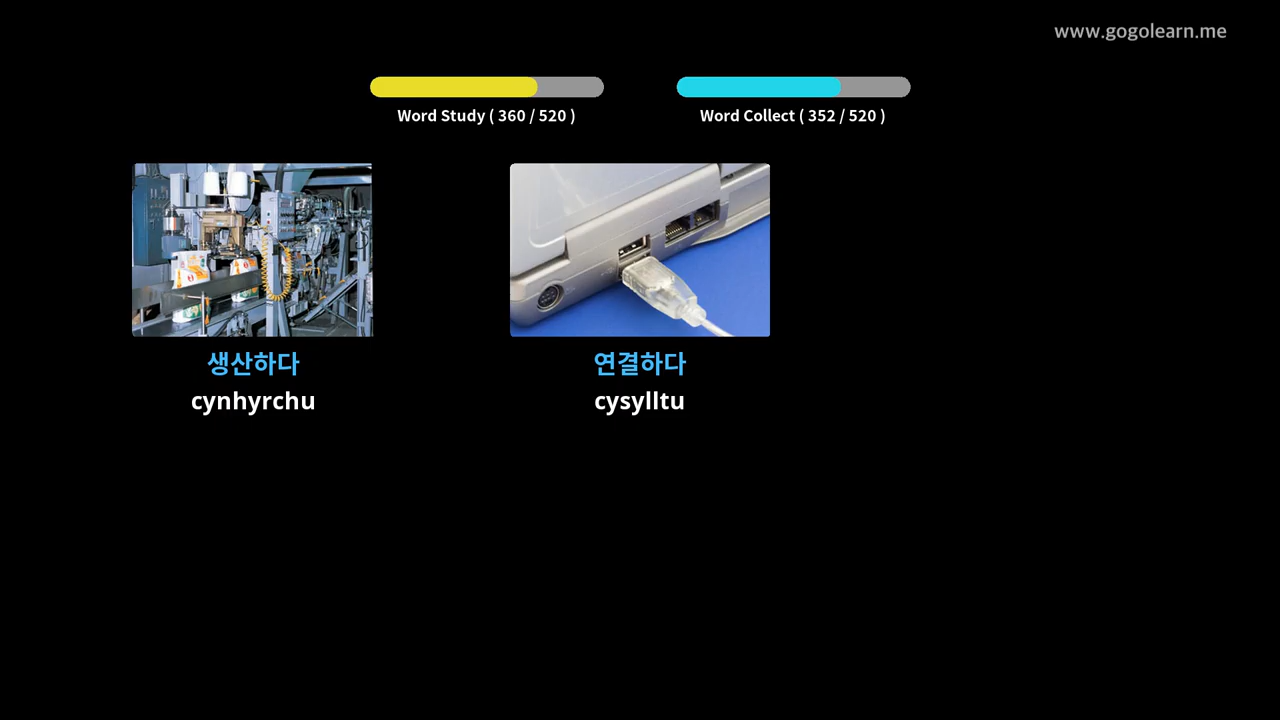 www.gogolearn.me
Word Study ( 360 / 520 )
Word Collect ( 352 / 520 )
생산하다
cynhyrchu
연결하다
cysylltu